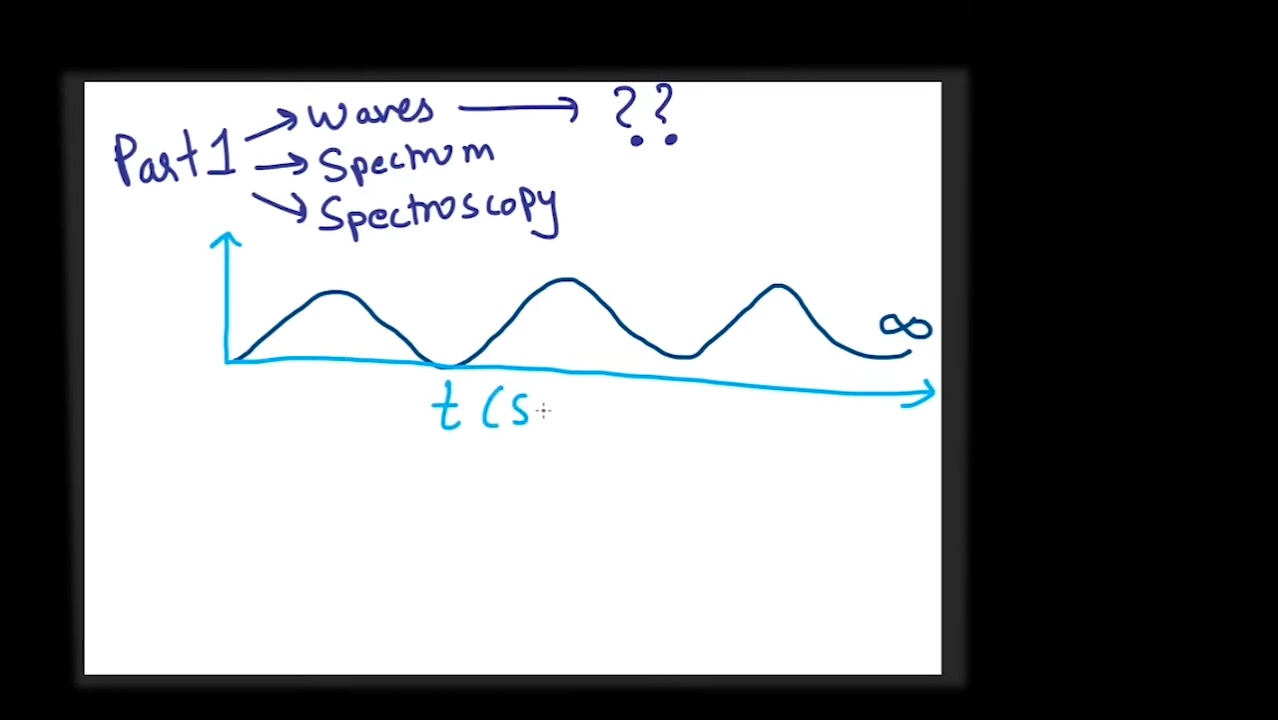 Part 1 → Waves → ??
→ Spectrum
→ Spectroscopy
∞
t (s